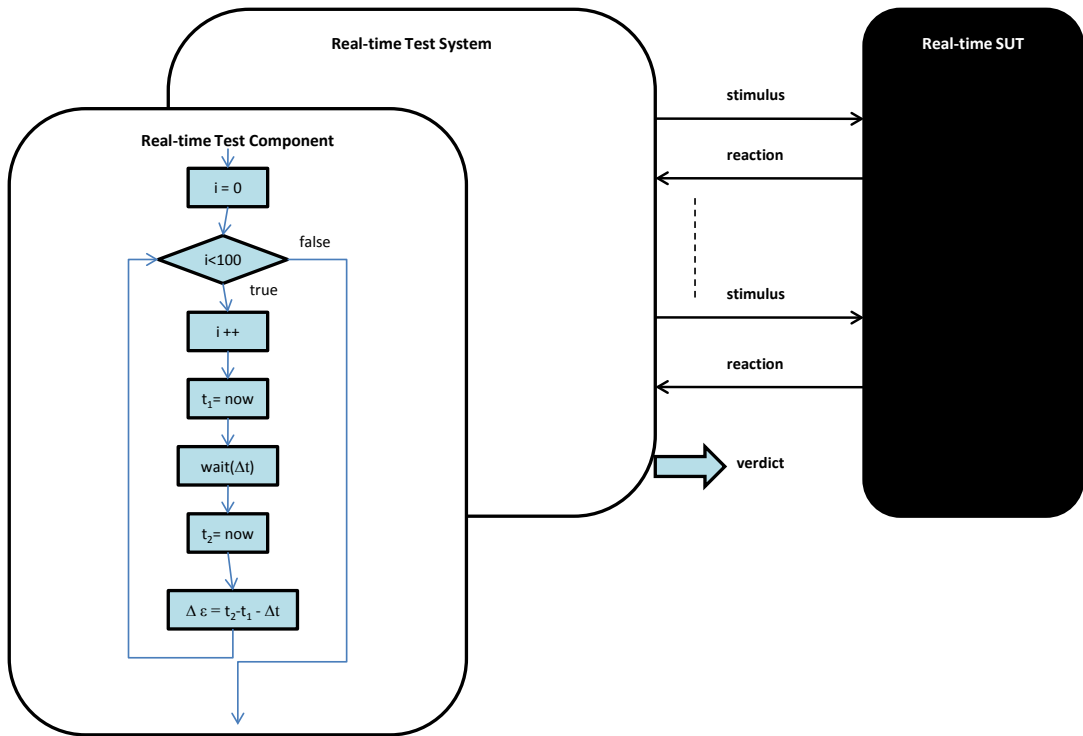 Real-time Test System
Real-time SUT
stimulus
reaction
Real-time Test Component
i = 0
false
i<100
true
stimulus
i ++
reaction
t₁= now
wait(Δt)
verdict
t₂= now
Δ ε = t₂-t₁ - Δt